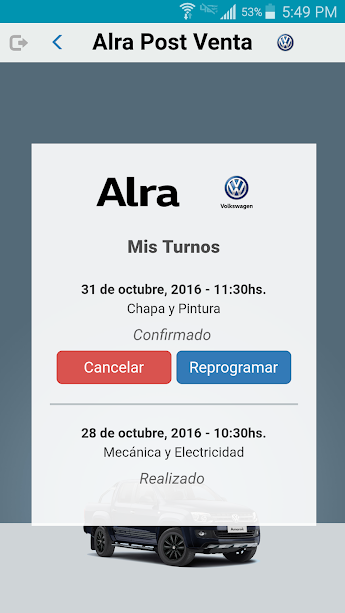 53% 5:49 PM
Alra Post Venta
Alra
Volkswagen
Mis Turnos
31 de octubre, 2016 - 11:30hs.
Chapa y Pintura
Confirmado
Cancelar Reprogramar
28 de octubre, 2016 - 10:30hs.
Mecánica y Electricidad
Realizado